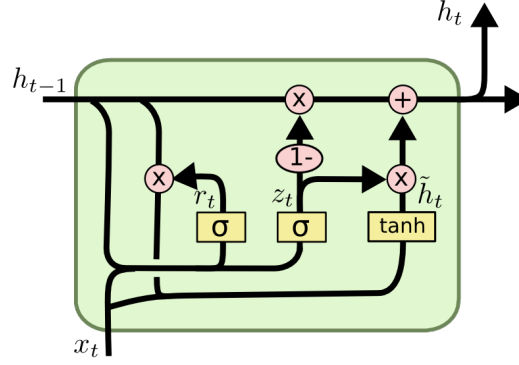 h_t
h_{t-1}
x
+
1-
x
r_t
z_t
x
h̃_t
σ
σ
tanh
x_t